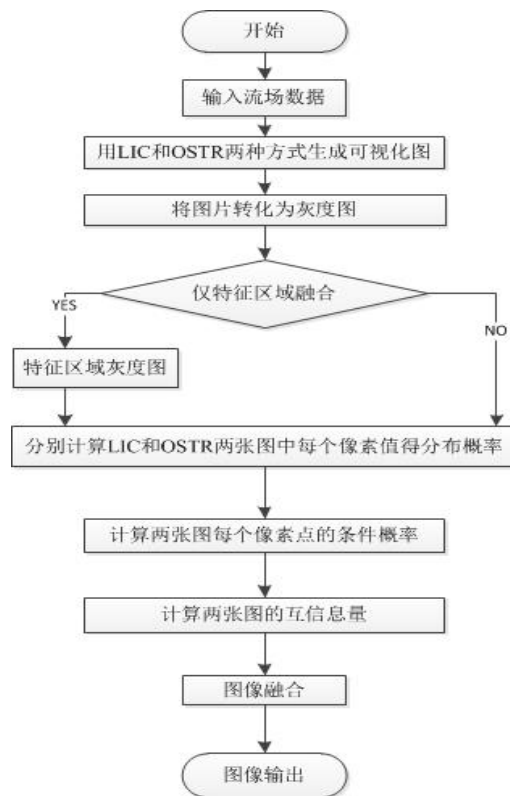 开始
输入流场数据
用LIC和OSTR两种方式生成可视化图
将图片转化为灰度图
仅特征区域融合
YES
NO
特征区域灰度图
分别计算LIC和OSTR两张图中每个像素值得分布概率
计算两张图每个像素点的条件概率
计算两张图的互信息量
图像融合
图像输出